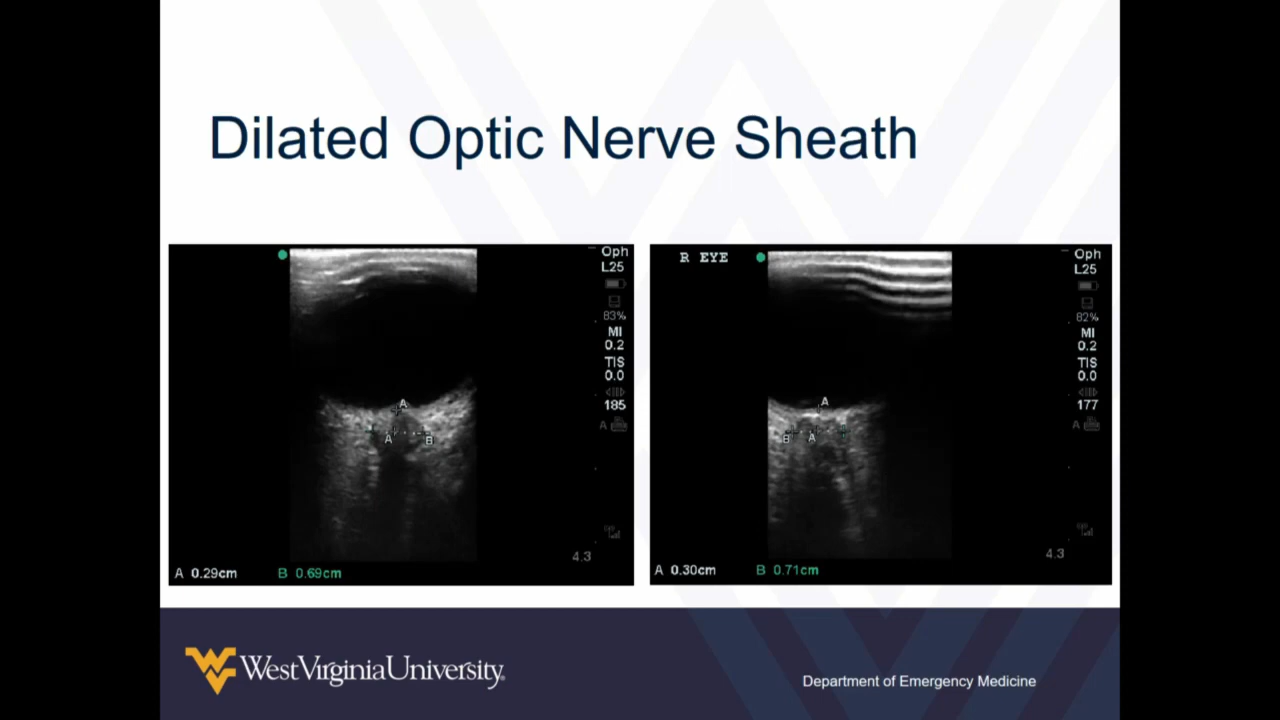 Dilated Optic Nerve Sheath
Oph
L25
83%
MI
0.2
TIS
0.0
185
A
A
A
B
4.3
A 0.29cm
B 0.69cm
R EYE
Oph
L25
82%
MI
0.2
TIS
0.0
177
A
A
B
A
4.3
A 0.30cm
B 0.71cm
WestVirginiaUniversity®
Department of Emergency Medicine